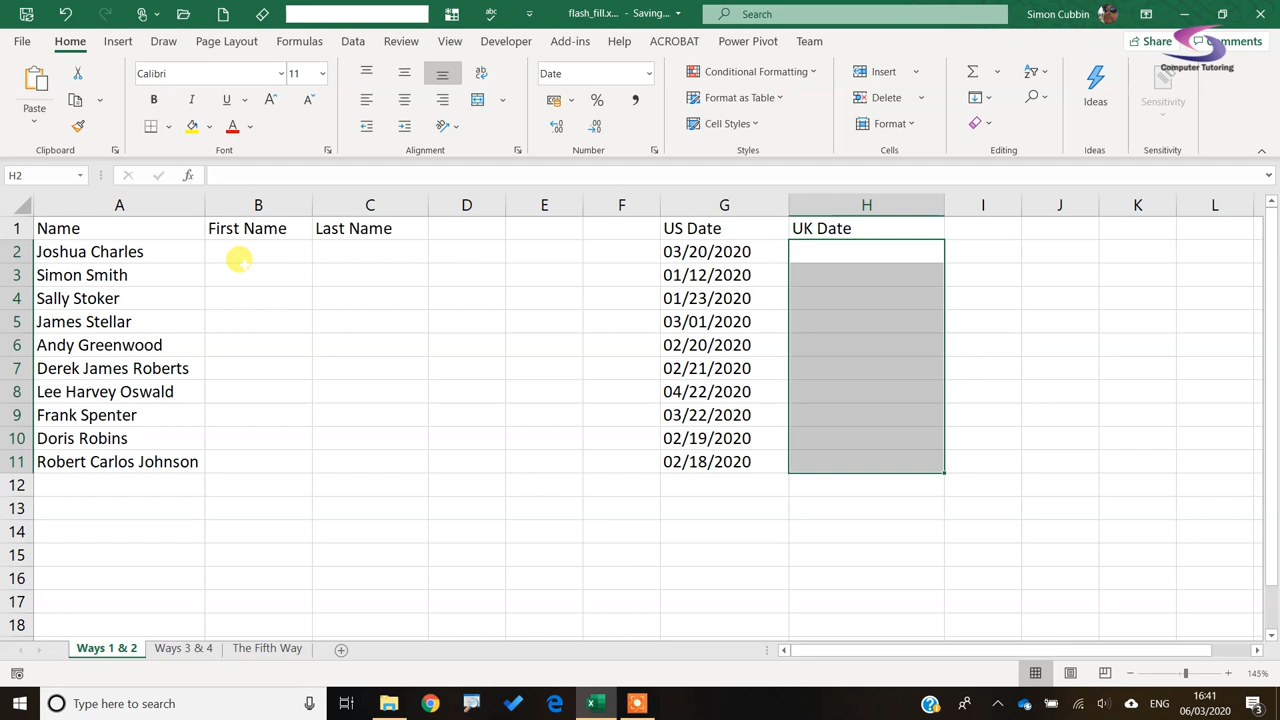 flash_fill.x... - Saving...
Search
Simon Cubbin
File Home Insert Draw Page Layout Formulas Data Review View Developer Add-ins Help ACROBAT Power Pivot Team
Share
Comments
Computer Tutoring
Paste
Calibri 11
B I U A A
Date
%
Conditional Formatting
Format as Table
Cell Styles
Insert
Delete
Format
Ideas
Sensitivity
Clipboard Font Alignment Number Styles Cells Editing Ideas Sensitivity
H2 fx
A B C D E F G H I J K L
1 Name First Name Last Name US Date UK Date
2 Joshua Charles 03/20/2020
3 Simon Smith 01/12/2020
4 Sally Stoker 01/23/2020
5 James Stellar 03/01/2020
6 Andy Greenwood 02/20/2020
7 Derek James Roberts 02/21/2020
8 Lee Harvey Oswald 04/22/2020
9 Frank Spenter 03/22/2020
10 Doris Robins 02/19/2020
11 Robert Carlos Johnson 02/18/2020
12
13
14
15
16
17
18
Ways 1 & 2 Ways 3 & 4 The Fifth Way
145%
Type here to search
ENG
16:41
06/03/2020
3